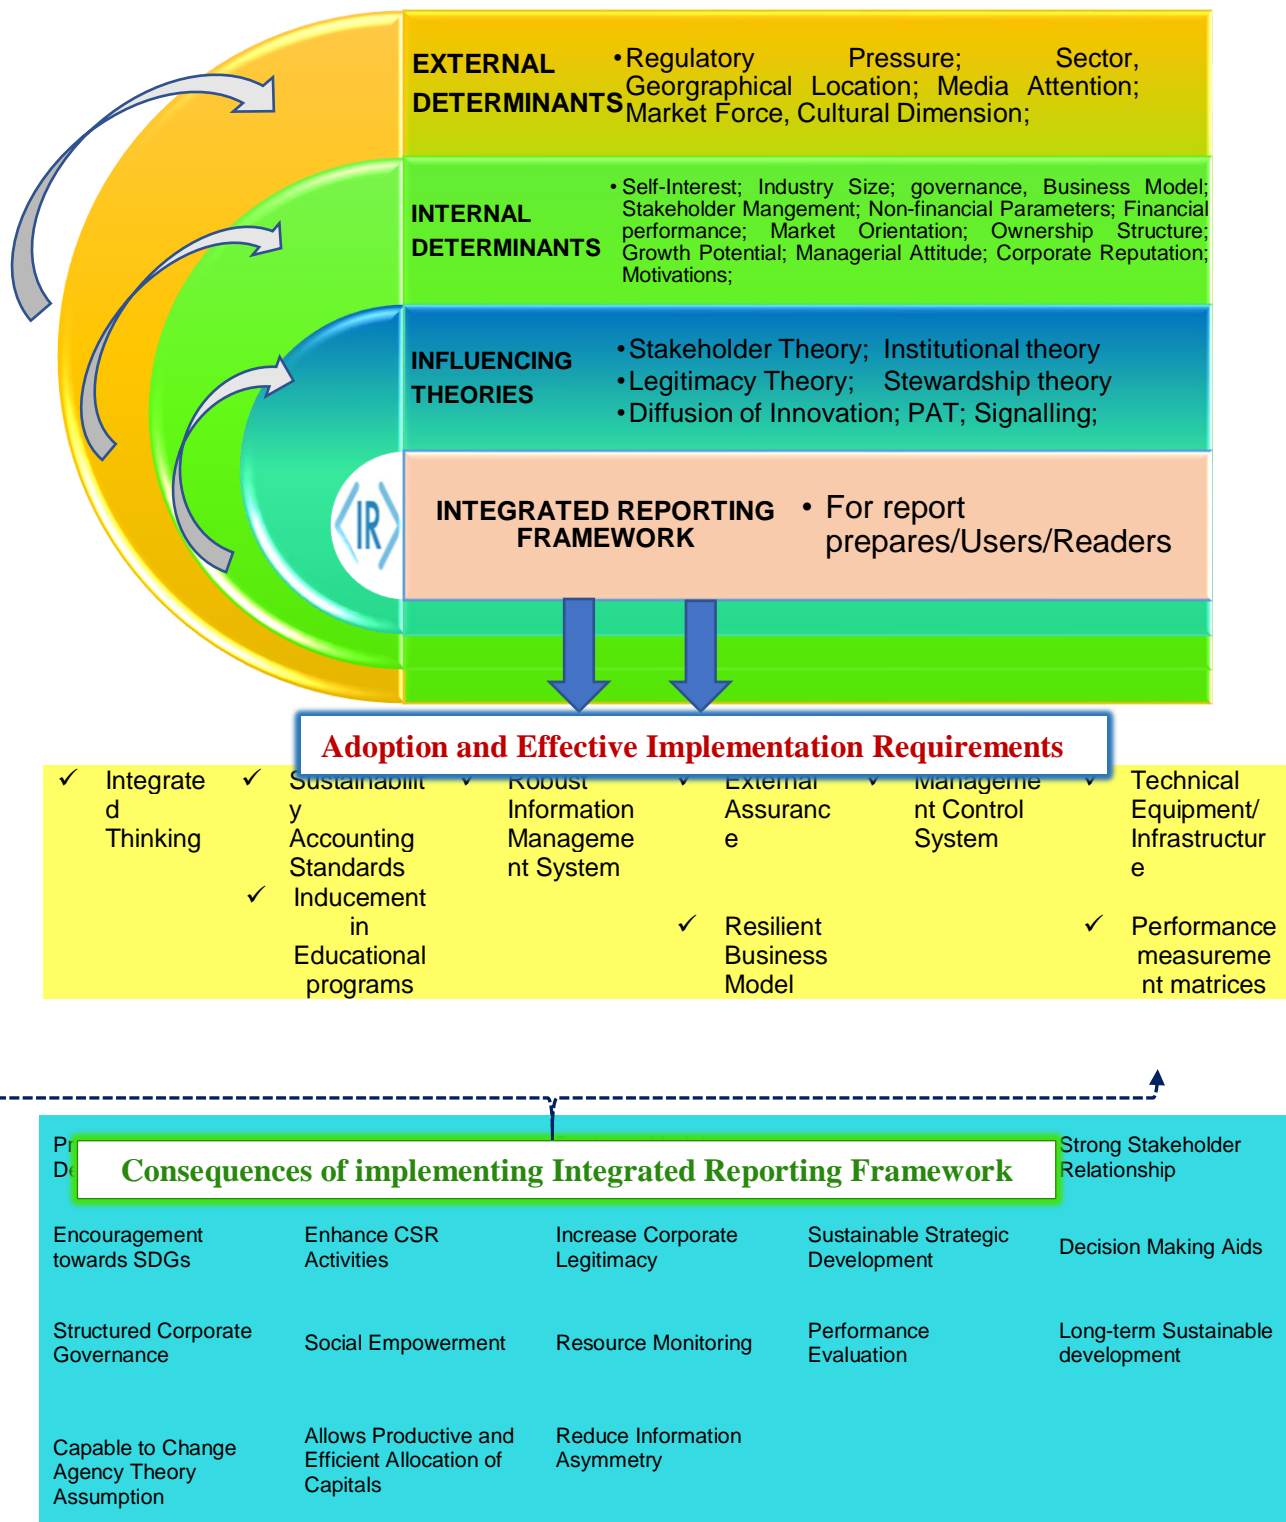 EXTERNAL
DETERMINANTS
•Regulatory Pressure; Sector,
Georgraphical Location; Media Attention;
Market Force, Cultural Dimension;
INTERNAL
DETERMINANTS
• Self-Interest; Industry Size; governance, Business Model;
Stakeholder Mangement; Non-financial Parameters; Financial
performance; Market Orientation; Ownership Structure;
Growth Potential; Managerial Attitude; Corporate Reputation;
Motivations;
INFLUENCING
THEORIES
•Stakeholder Theory; Institutional theory
•Legitimacy Theory; Stewardship theory
•Diffusion of Innovation; PAT; Signalling;
<IR>
INTEGRATED REPORTING
FRAMEWORK
• For report
prepares/Users/Readers
Adoption and Effective Implementation Requirements
✓ Integrate
d
Thinking
✓ Sustainabilit
y
Accounting
Standards
✓ Inducement
in
Educational
programs
✓ Robust
Information
Manageme
nt System
✓ External
Assuranc
e
✓ Resilient
Business
Model
✓ Manageme
nt Control
System
✓ Technical
Equipment/
Infrastructur
e
✓ Performance
measureme
nt matrices
Consequences of implementing Integrated Reporting Framework
Strong Stakeholder
Relationship
Encouragement
towards SDGs
Enhance CSR
Activities
Increase Corporate
Legitimacy
Sustainable Strategic
Development
Decision Making Aids
Structured Corporate
Governance
Social Empowerment
Resource Monitoring
Performance
Evaluation
Long-term Sustainable
development
Capable to Change
Agency Theory
Assumption
Allows Productive and
Efficient Allocation of
Capitals
Reduce Information
Asymmetry